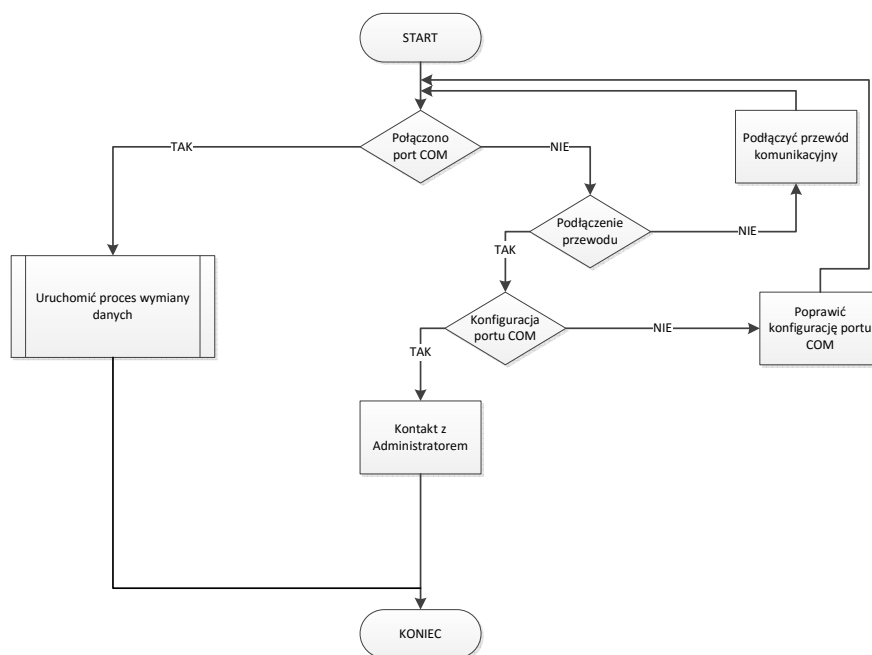 START
Połączono
port COM
TAK
NIE
Podłączyć przewód
komunikacyjny
Podłączenie
przewodu
NIE
TAK
Uruchomić proces wymiany
danych
Konfiguracja
portu COM
NIE
Poprawić
konfigurację portu
COM
TAK
Kontakt z
Administratorem
KONIEC